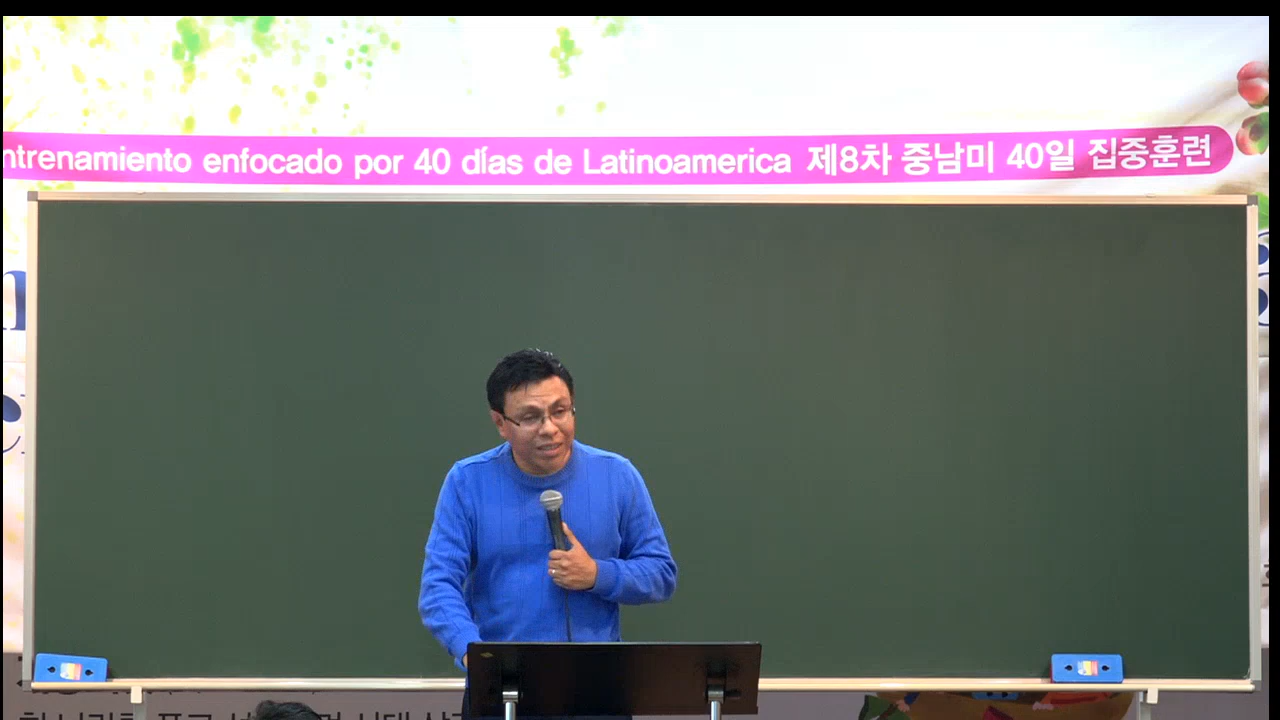 ntrenamiento enfocado por 40 días de Latinoamerica 제8차 중남미 40일 집중훈련